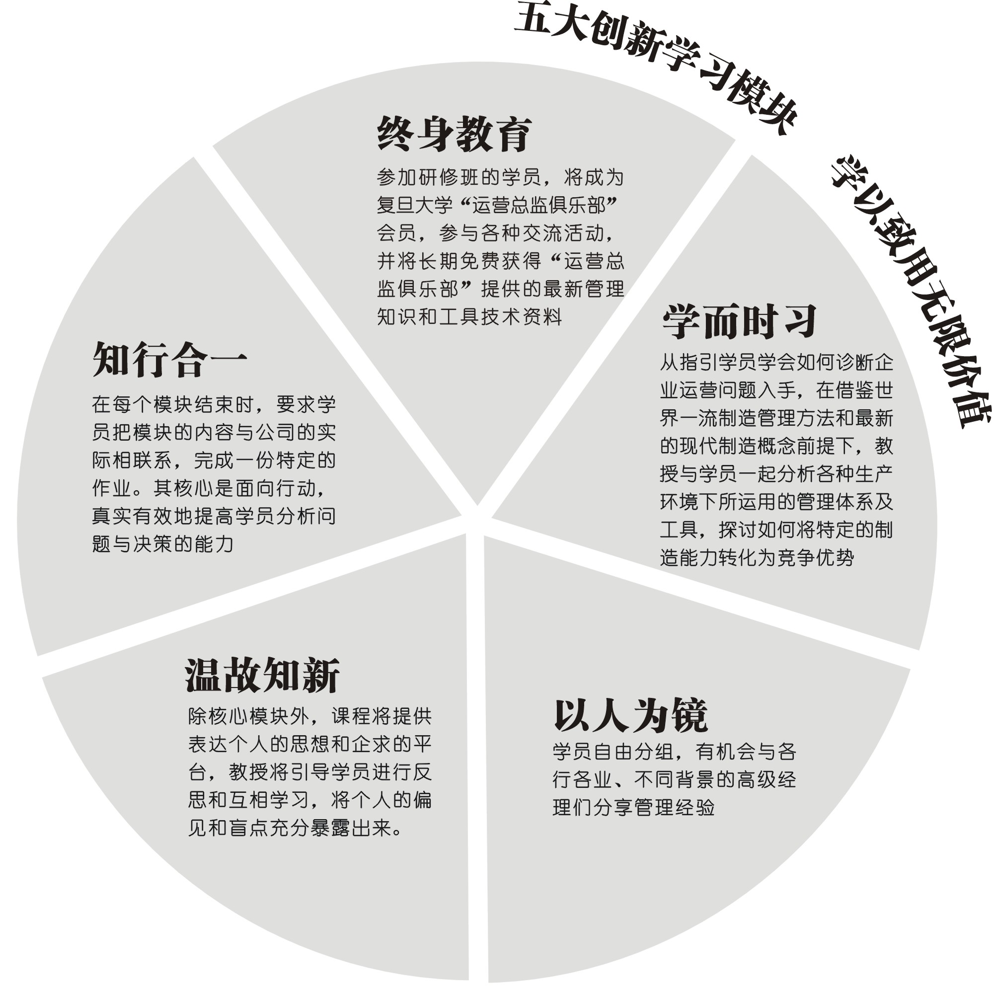 五大创新学习模块 学以致用无限价值
终身教育
参加研修班的学员，将成为
复旦大学“运营总监俱乐部”
会员，参与各种交流活动，
并将长期免费获得“运营总
监俱乐部”提供的最新管理
知识和工具技术资料
学而时习
从指引学员学会如何诊断企
业运营问题入手，在借鉴世
界一流制造管理方法和最新
的现代制造概念前提下，教
授与学员一起分析各种生产
环境下所运用的管理体系及
工具，探讨如何将特定的制
造能力转化为竞争优势
以人为镜
学员自由分组，有机会与各
行各业、不同背景的高级经
理们分享管理经验
温故知新
除核心模块外，课程将提供
表达个人的思想和企求的平
台，教授将引导学员进行反
思和互相学习，将个人的偏
见和盲点充分暴露出来。
知行合一
在每个模块结束时，要求学
员把模块的内容与公司的实
际相联系，完成一份特定的
作业。其核心是面向行动，
真实有效地提高学员分析问
题与决策的能力